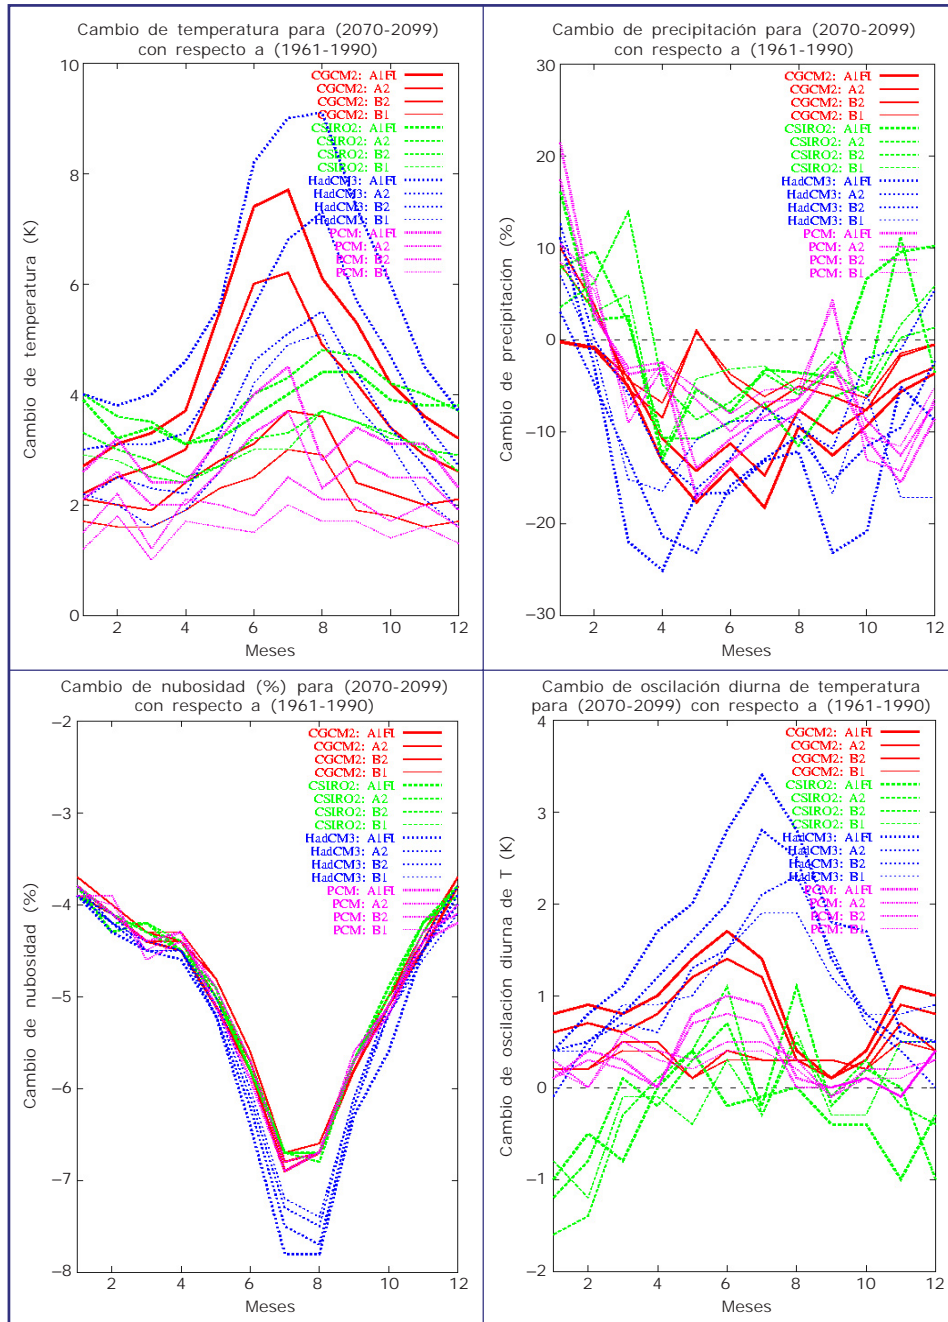 Cambio de temperatura para (2070-2099)
con respecto a (1961-1990)
10
8
6
4
2
0
Cambio de temperatura (K)
CGCM2: A1FI
CGCM2: A2
CGCM2: B2
CGCM2: B1
CSIRO2: A1FI
CSIRO2: A2
CSIRO2: B2
CSIRO2: B1
HadCM3: A1FI
HadCM3: A2
HadCM3: B2
HadCM3: B1
PCM: A1FI
PCM: A2
PCM: B2
PCM: B1
2 4 6 8 10 12
Meses
Cambio de precipitación para (2070-2099)
con respecto a (1961-1990)
30
20
10
0
−10
−20
−30
Cambio de precipitación (%)
CGCM2: A1FI
CGCM2: A2
CGCM2: B2
CGCM2: B1
CSIRO2: A1FI
CSIRO2: A2
CSIRO2: B2
CSIRO2: B1
HadCM3: A1FI
HadCM3: A2
HadCM3: B2
HadCM3: B1
PCM: A1FI
PCM: A2
PCM: B2
PCM: B1
2 4 6 8 10 12
Meses
Cambio de nubosidad (%) para (2070-2099)
con respecto a (1961-1990)
−2
−3
−4
−5
−6
−7
−8
Cambio de nubosidad (%)
CGCM2: A1FI
CGCM2: A2
CGCM2: B2
CGCM2: B1
CSIRO2: A1FI
CSIRO2: A2
CSIRO2: B2
CSIRO2: B1
HadCM3: A1FI
HadCM3: A2
HadCM3: B2
HadCM3: B1
PCM: A1FI
PCM: A2
PCM: B2
PCM: B1
2 4 6 8 10 12
Meses
Cambio de oscilación diurna de temperatura
para (2070-2099) con respecto a (1961-1990)
4
3
2
1
0
−1
−2
Cambio de oscilación diurna de T (K)
CGCM2: A1FI
CGCM2: A2
CGCM2: B2
CGCM2: B1
CSIRO2: A1FI
CSIRO2: A2
CSIRO2: B2
CSIRO2: B1
HadCM3: A1FI
HadCM3: A2
HadCM3: B2
HadCM3: B1
PCM: A1FI
PCM: A2
PCM: B2
PCM: B1
2 4 6 8 10 12
Meses